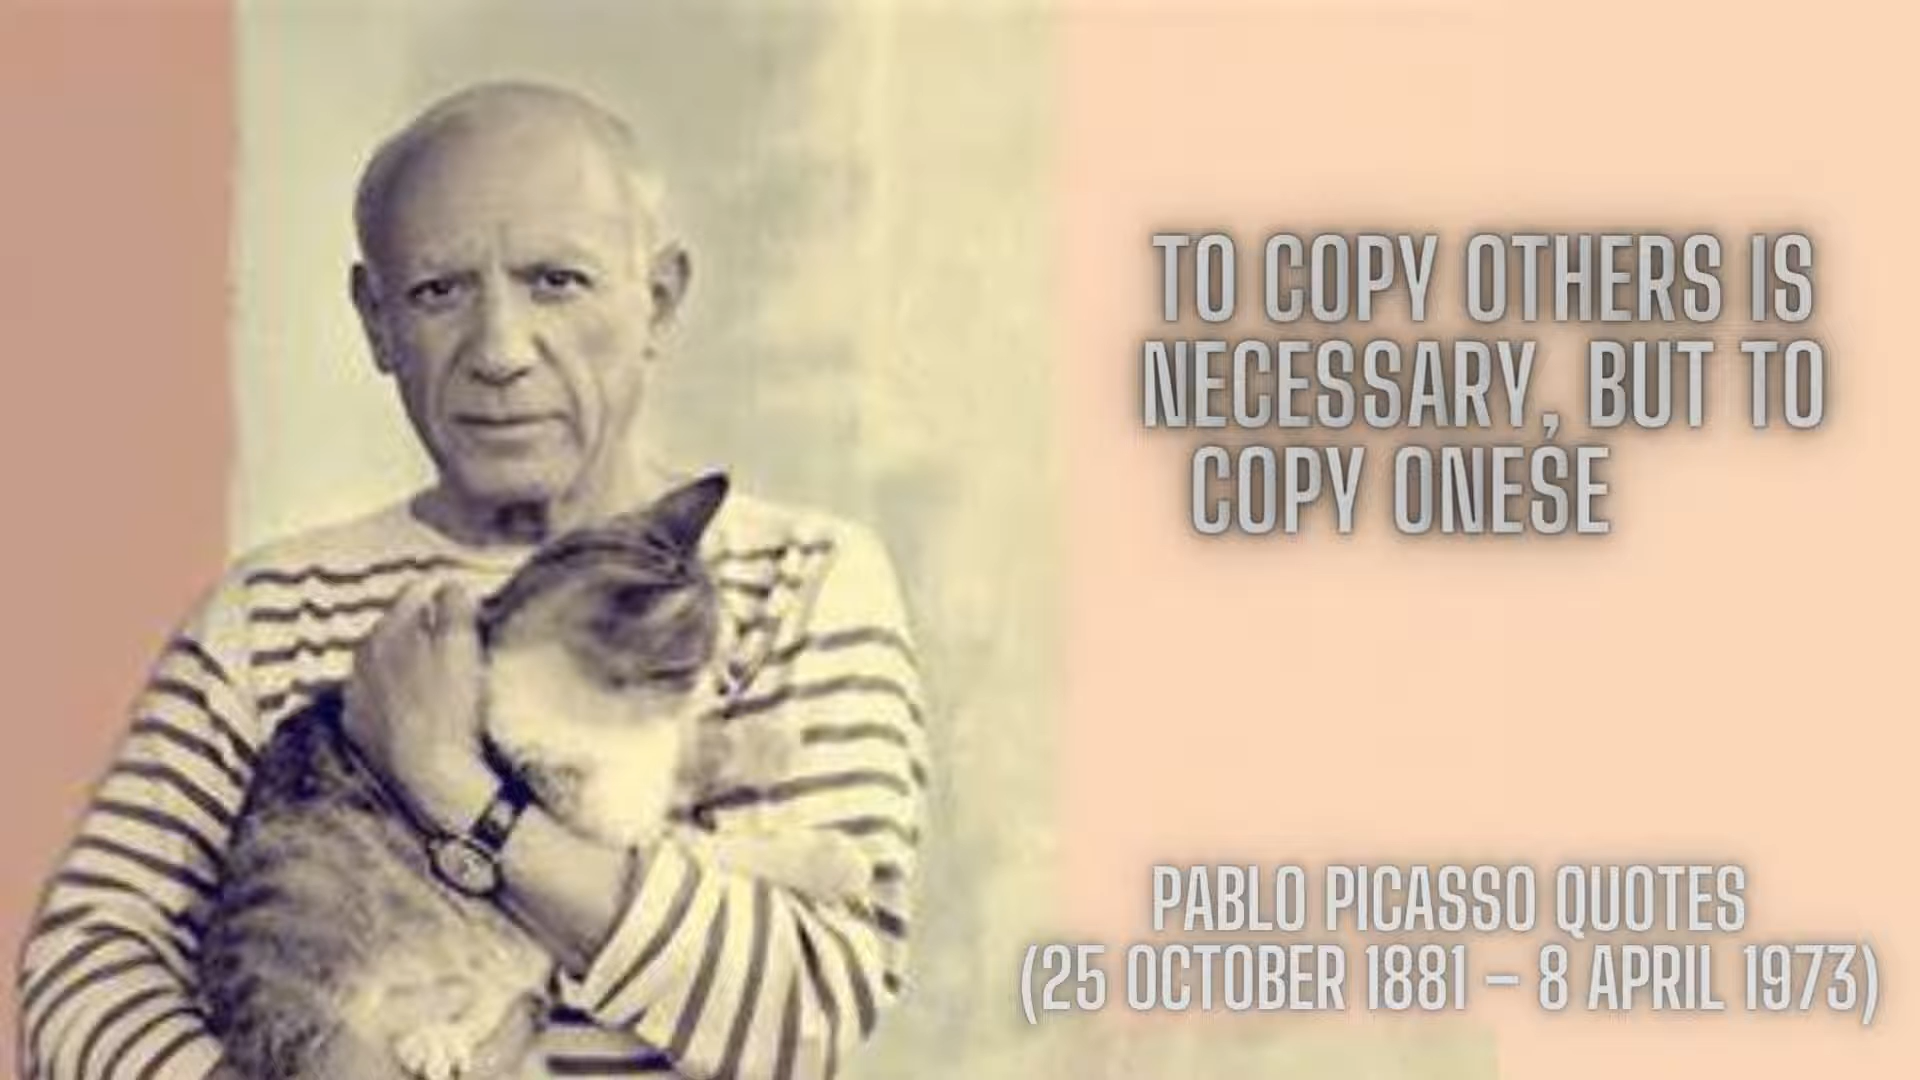 TO COPY OTHERS IS
NECESSARY, BUT TO
COPY ONESE
PABLO PICASSO QUOTES
(25 OCTOBER 1881 – 8 APRIL 1973)